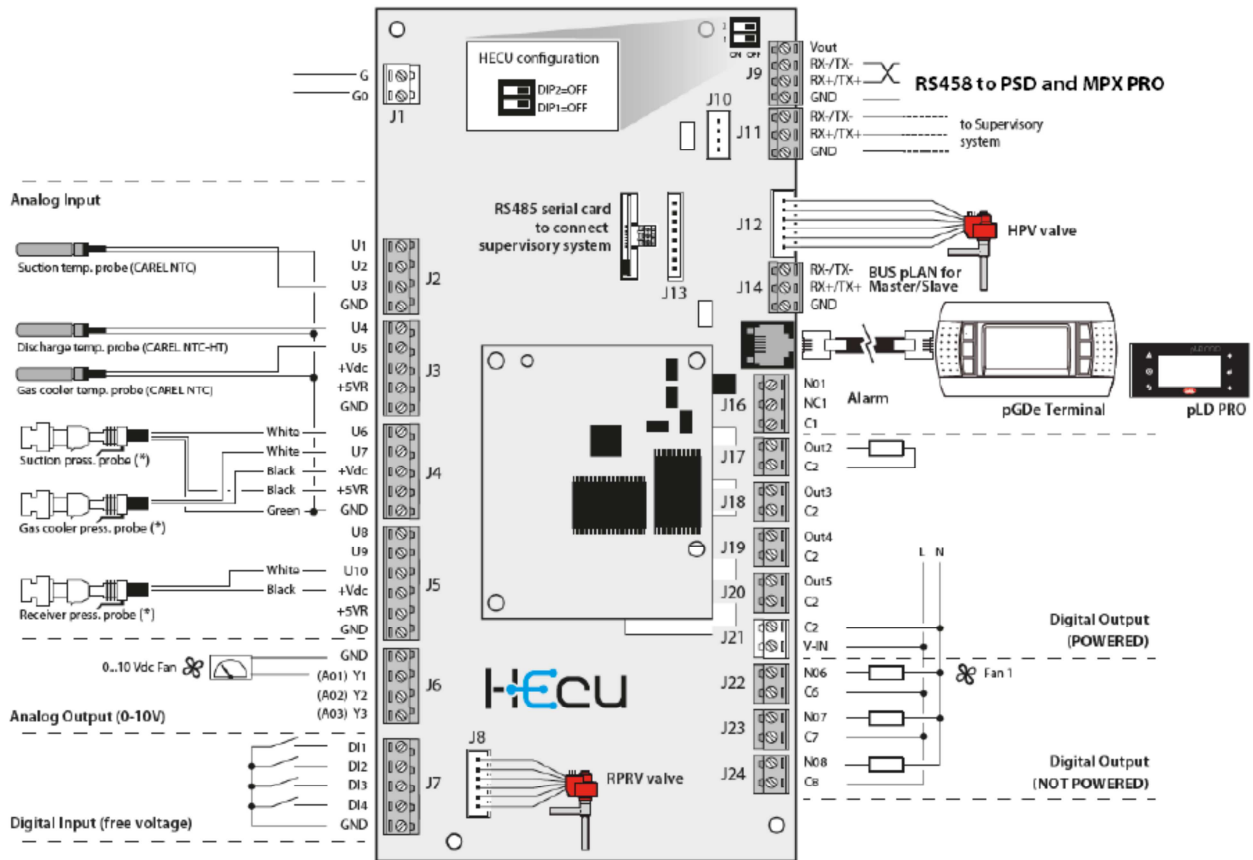 HECU configuration
DIP2=OFF
DIP1=OFF
2
1
ON OFF
G
G0
J1
J9
Vout
RX-/TX-
RX+/TX+
GND
RS458 to PSD and MPX PRO
J10
J11
RX-/TX-
RX+/TX+
GND
to Supervisory
system
Analog Input
Suction temp. probe (CAREL NTC)
U1
U2
U3
GND
J2
RS485 serial card
to connect
supervisory system
J13
J12
HPV valve
J14
RX-/TX-
RX+/TX+
GND
BUS pLAN for
Master/Slave
Discharge temp. probe (CAREL NTC-HT)
Gas cooler temp. probe (CAREL NTC)
U4
U5
+Vdc
+5VR
GND
J3
pGDe Terminal
pLD PRO
J16
NO1
NC1
C1
Alarm
Suction press. probe (*)
Gas cooler press. probe (*)
White
White
Black
Black
Green
U6
U7
+Vdc
+5VR
GND
J4
J17
Out2
C2
J18
Out3
C2
J19
Out4
C2
J20
Out5
C2
J21
C2
V-IN
L N
Digital Output
(POWERED)
Receiver press. probe (*)
White
Black
U8
U9
U10
+Vdc
+5VR
GND
J5
0...10 Vdc Fan
GND
(A01) Y1
(A02) Y2
(A03) Y3
J6
Analog Output (0-10V)
HECU
J22
NO6
C6
Fan 1
J23
NO7
C7
J24
NO8
C8
Digital Output
(NOT POWERED)
DI1
DI2
DI3
DI4
GND
J7
J8
RPRV valve
Digital Input (free voltage)